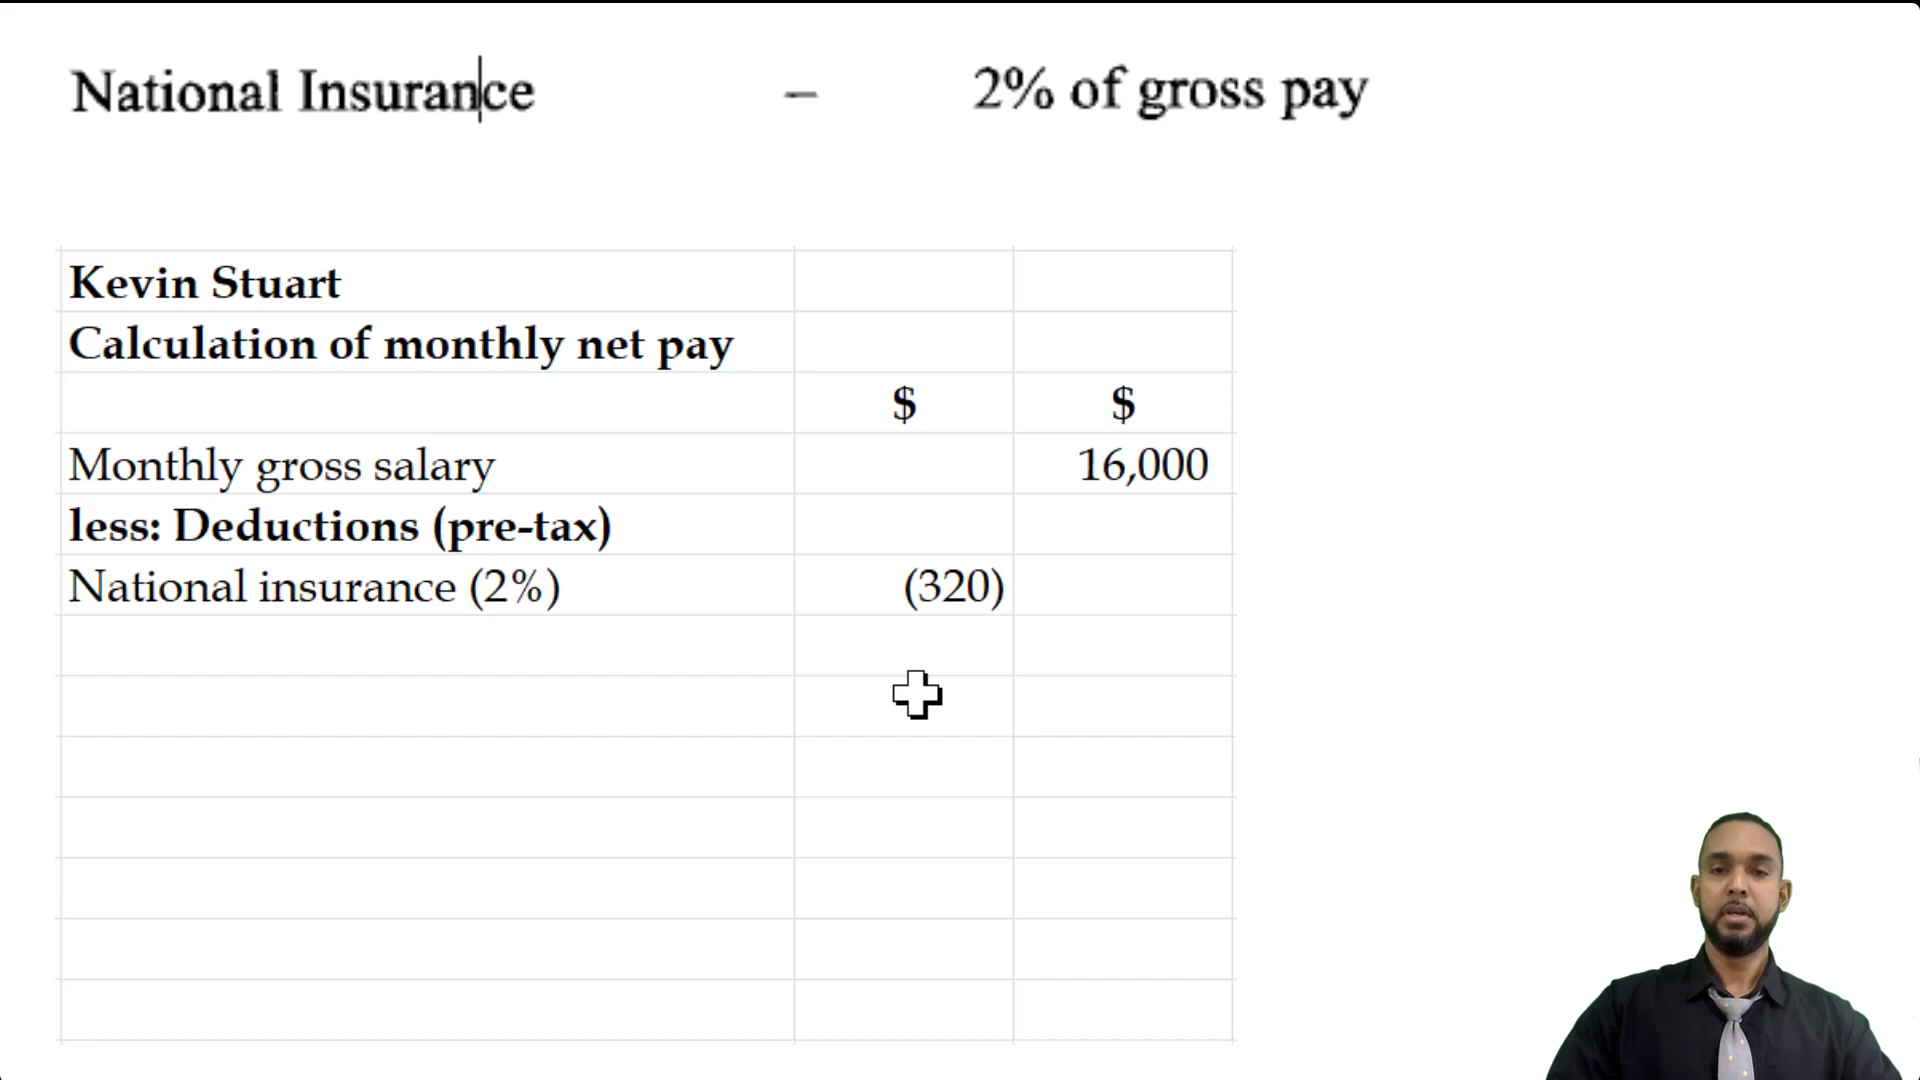 National Insurance – 2% of gross pay
Kevin Stuart
Calculation of monthly net pay
$ $
Monthly gross salary 16,000
less: Deductions (pre-tax)
National insurance (2%) (320)